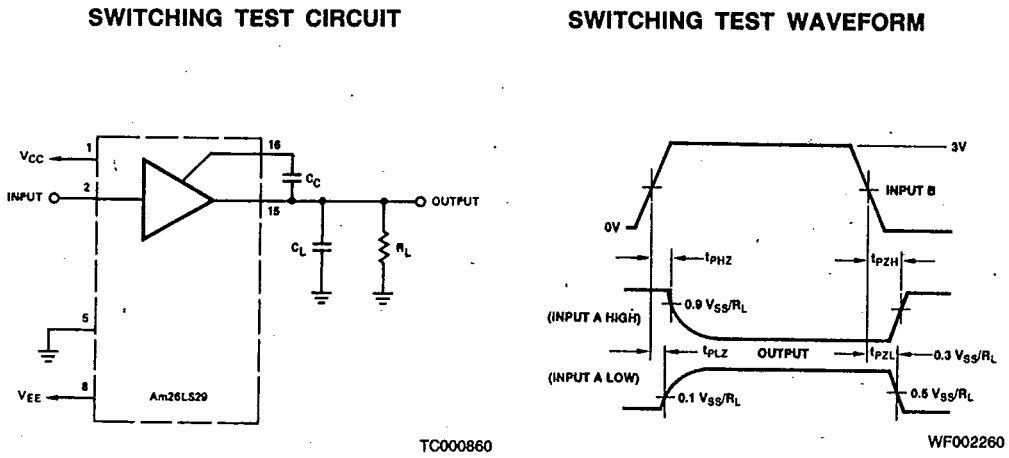 SWITCHING TEST CIRCUIT
1
VCC
2
INPUT
16
CC
15
OUTPUT
CL
RL
5
8
VEE
Am26LS29
TC000860
SWITCHING TEST WAVEFORM
3V
INPUT B
0V
tPHZ
tPZH
0.9 VSS/RL
(INPUT A HIGH)
tPLZ
OUTPUT
tPZL
0.3 VSS/RL
(INPUT A LOW)
0.1 VSS/RL
0.5 VSS/RL
WF002260